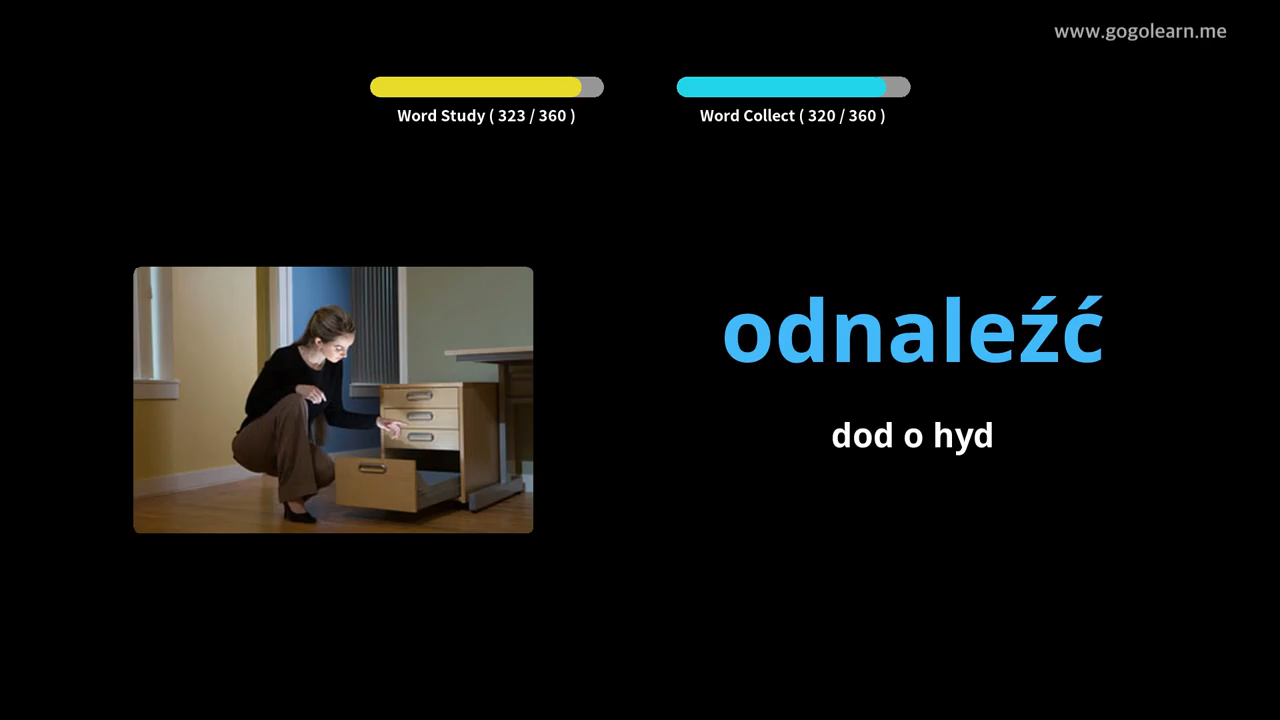 www.gogolearn.me
Word Study ( 323 / 360 )
Word Collect ( 320 / 360 )
odnaleźć
dod o hyd